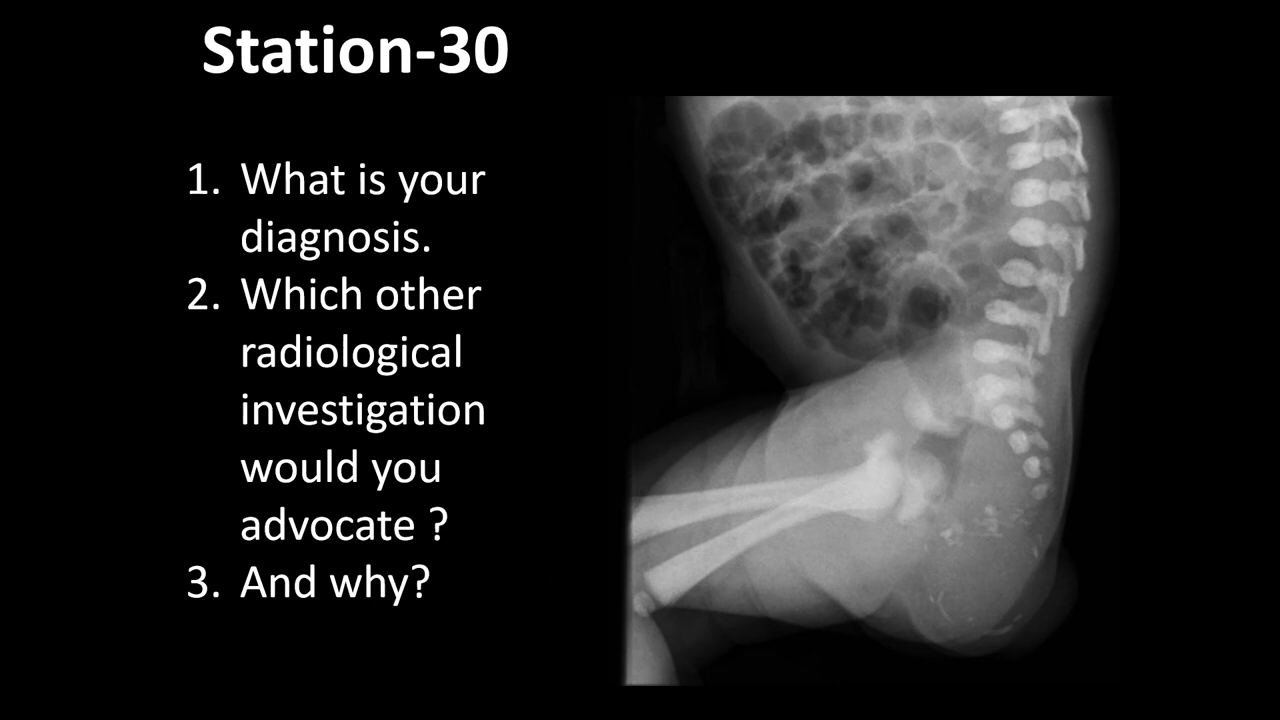 Station-30
1. What is your
diagnosis.
2. Which other
radiological
investigation
would you
advocate ?
3. And why?